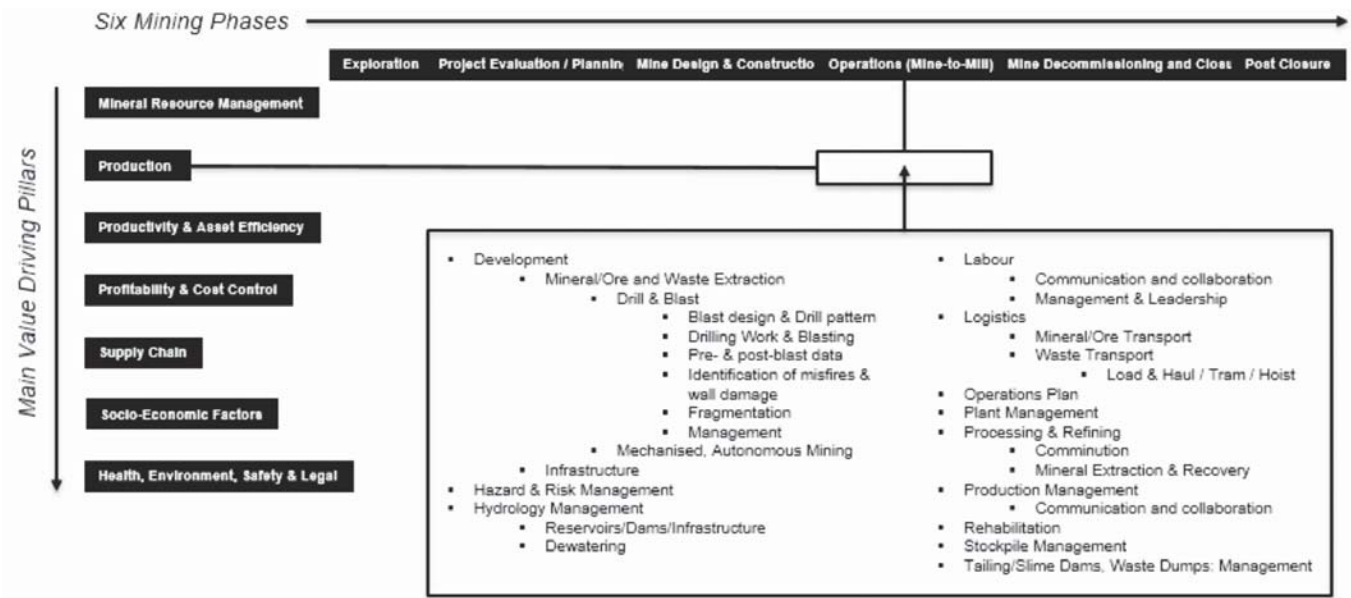 Six Mining Phases
Exploration
Project Evaluation / Plannin
Mine Design & Constructio
Operations (Mine-to-Mill)
Mine Decommissioning and Clos
Post Closure
Main Value Driving Pillars
Mineral Resource Management
Production
Productivity & Asset Efficiency
Profitability & Cost Control
Supply Chain
Socio-Economic Factors
Health, Environment, Safety & Legal
▪ Development
▪ Mineral/Ore and Waste Extraction
▪ Drill & Blast
▪ Blast design & Drill pattern
▪ Drilling Work & Blasting
▪ Pre- & post-blast data
▪ Identification of misfires &
wall damage
▪ Fragmentation
▪ Management
▪ Mechanised, Autonomous Mining
▪ Infrastructure
▪ Hazard & Risk Management
▪ Hydrology Management
▪ Reservoirs/Dams/Infrastructure
▪ Dewatering
▪ Labour
▪ Communication and collaboration
▪ Management & Leadership
▪ Logistics
▪ Mineral/Ore Transport
▪ Waste Transport
▪ Load & Haul / Tram / Hoist
▪ Operations Plan
▪ Plant Management
▪ Processing & Refining
▪ Comminution
▪ Mineral Extraction & Recovery
▪ Production Management
▪ Communication and collaboration
▪ Rehabilitation
▪ Stockpile Management
▪ Tailing/Slime Dams, Waste Dumps: Management